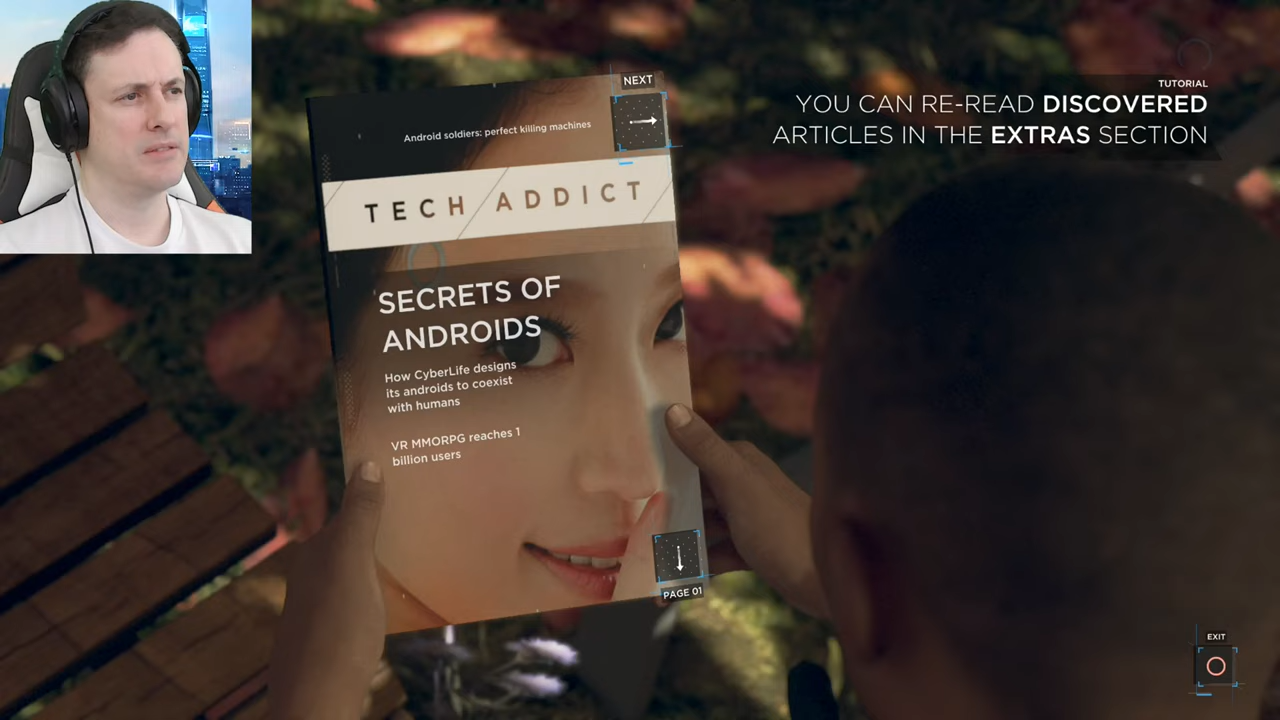 NEXT
Android soldiers: perfect killing machines
TECH ADDICT
SECRETS OF
ANDROIDS
How CyberLife designs
its androids to coexist
with humans
VR MMORPG reaches 1
billion users
PAGE 01
TUTORIAL
YOU CAN RE-READ DISCOVERED
ARTICLES IN THE EXTRAS SECTION
EXIT